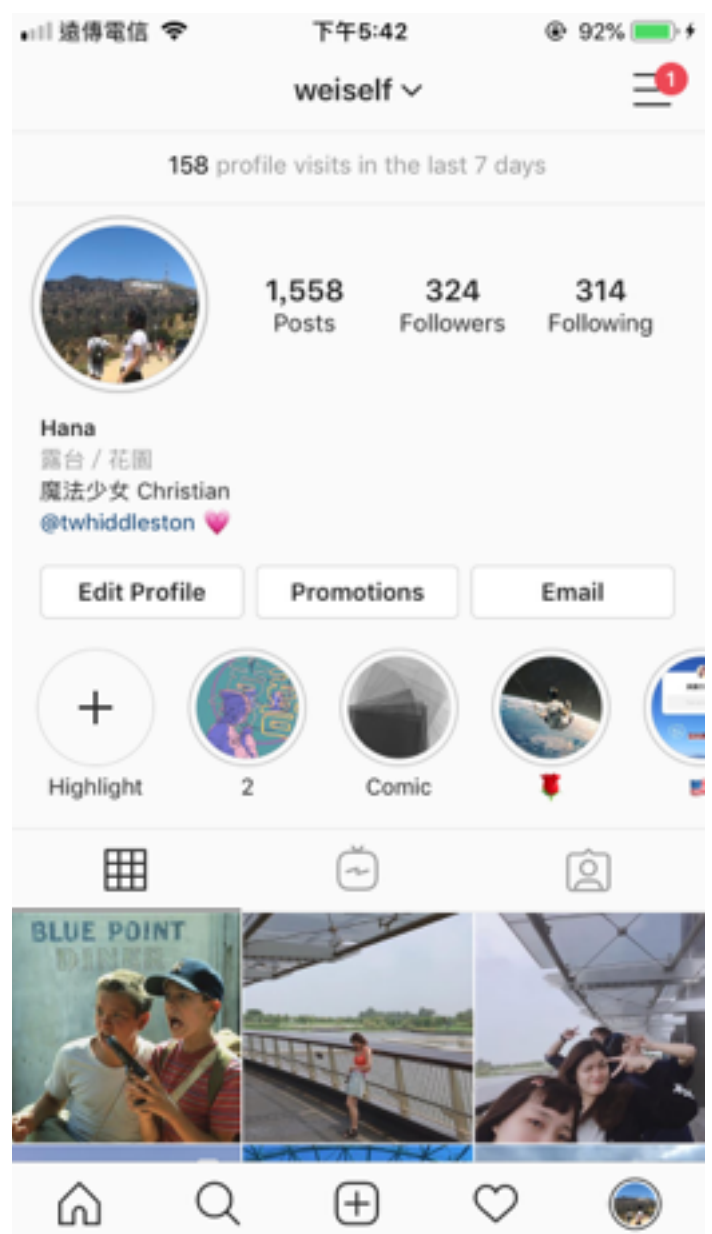 遠傳電信 下午5:42 92%
weiself
1
158 profile visits in the last 7 days
1,558 324 314
Posts Followers Following
Hana
露台 / 花園
魔法少女 Christian
@twhiddleston 💗
Edit Profile Promotions Email
Highlight 2 Comic 🌹 🇺🇸
BLUE POINT
DINER